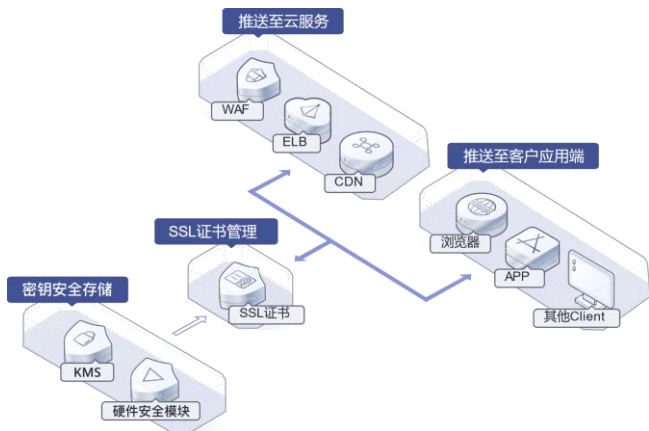 推送至云服务
WAF
ELB
CDN
推送至客户应用端
浏览器
APP
其他Client
SSL证书管理
SSL证书
密钥安全存储
KMS
硬件安全模块